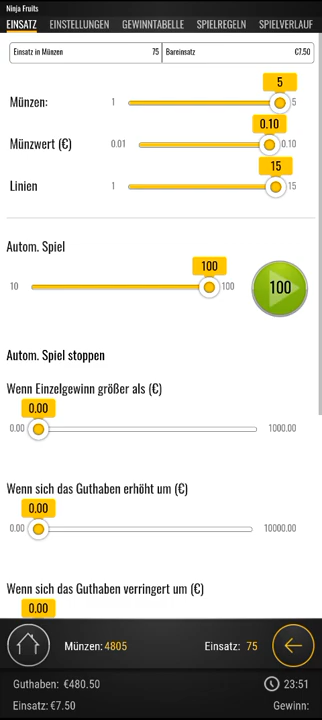 Ninja Fruits
EINSATZ EINSTELLUNGEN GEWINNTABELLE SPIELREGELN SPIELVERLAUF
Einsatz in Münzen 75 Bareinsatz €7.50
5
Münzen: 1 5
0.10
Münzwert (€) 0.01 0.10
15
Linien 1 15
Autom. Spiel
100
10 100 100
Autom. Spiel stoppen
Wenn Einzelgewinn größer als (€)
0.00
0.00 1000.00
Wenn sich das Guthaben erhöht um (€)
0.00
0.00 10000.00
Wenn sich das Guthaben verringert um (€)
0.00
Münzen: 4805 Einsatz: 75
Guthaben: €480.50 23:51
Einsatz: €7.50 Gewinn: